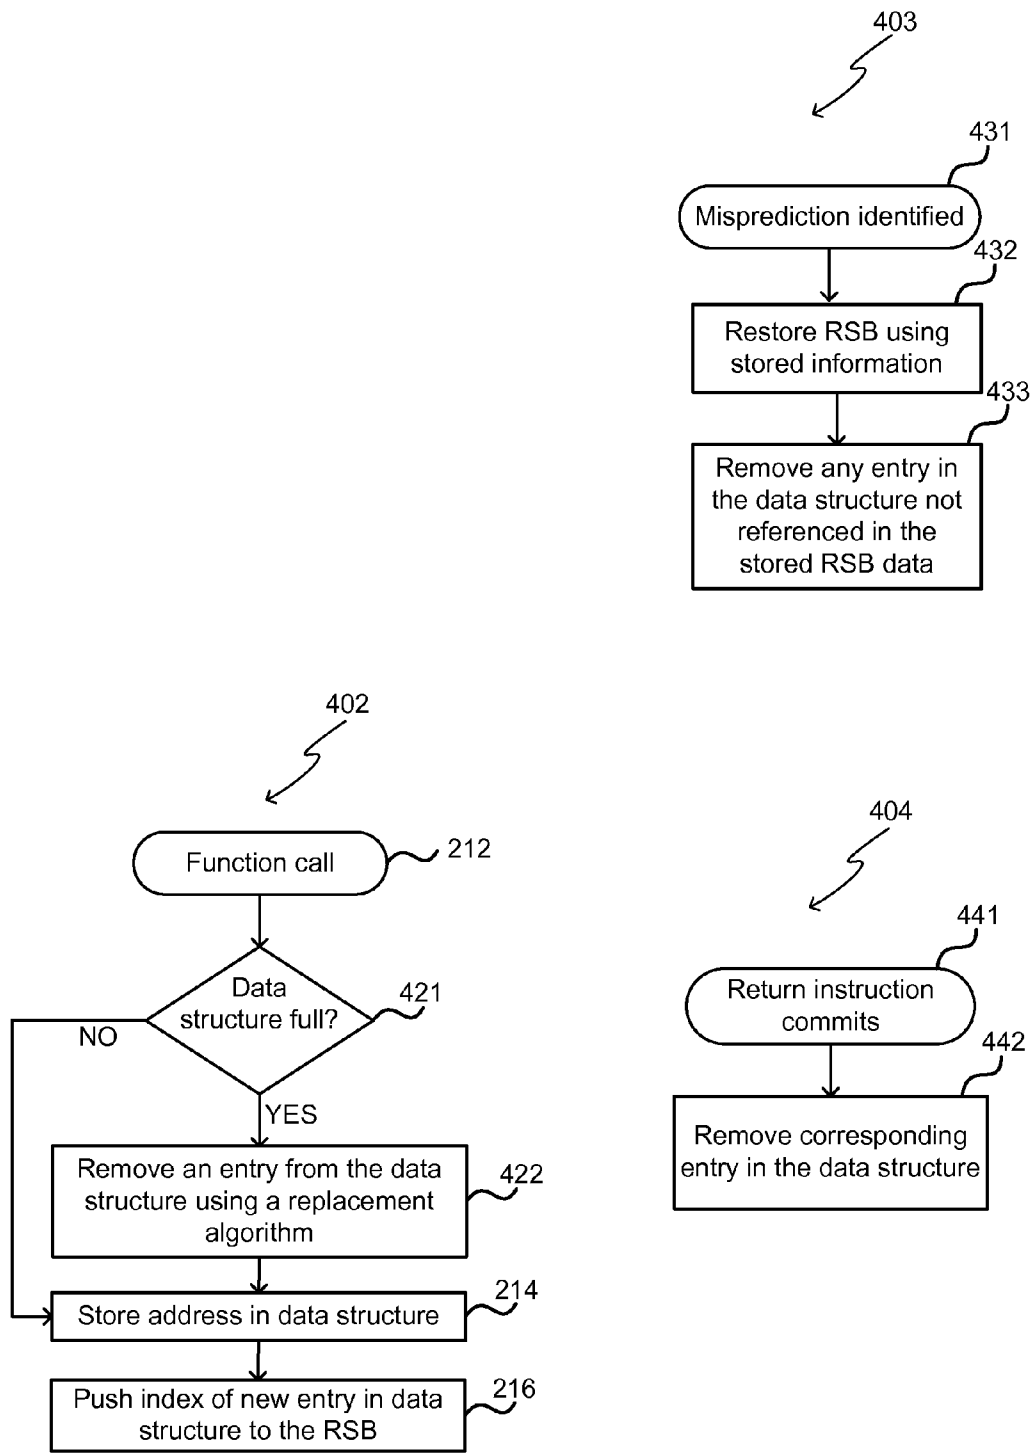 403
431
Misprediction identified
432
Restore RSB using
stored information
433
Remove any entry in
the data structure not
referenced in the
stored RSB data
402
Function call
212
Data
structure full?
421
NO
YES
Remove an entry from the data
structure using a replacement
algorithm
422
Store address in data structure
214
Push index of new entry in data
structure to the RSB
216
404
441
Return instruction
commits
442
Remove corresponding
entry in the data structure